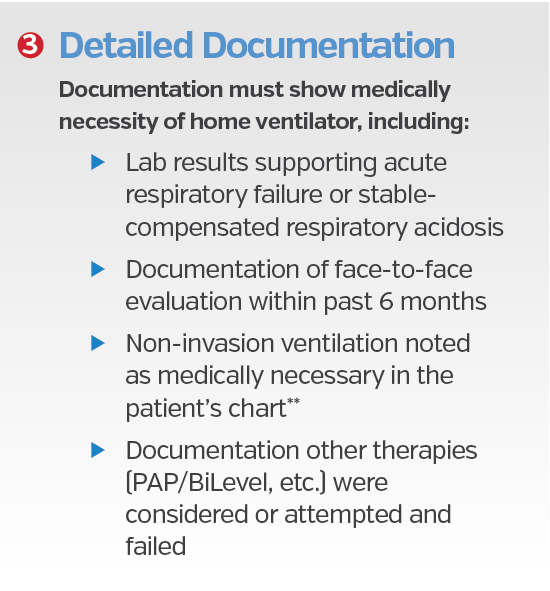 3 Detailed Documentation
Documentation must show medically
necessity of home ventilator, including:
▶ Lab results supporting acute
respiratory failure or stable-
compensated respiratory acidosis
▶ Documentation of face-to-face
evaluation within past 6 months
▶ Non-invasion ventilation noted
as medically necessary in the
patient’s chart**
▶ Documentation other therapies
(PAP/BiLevel, etc.) were
considered or attempted and
failed